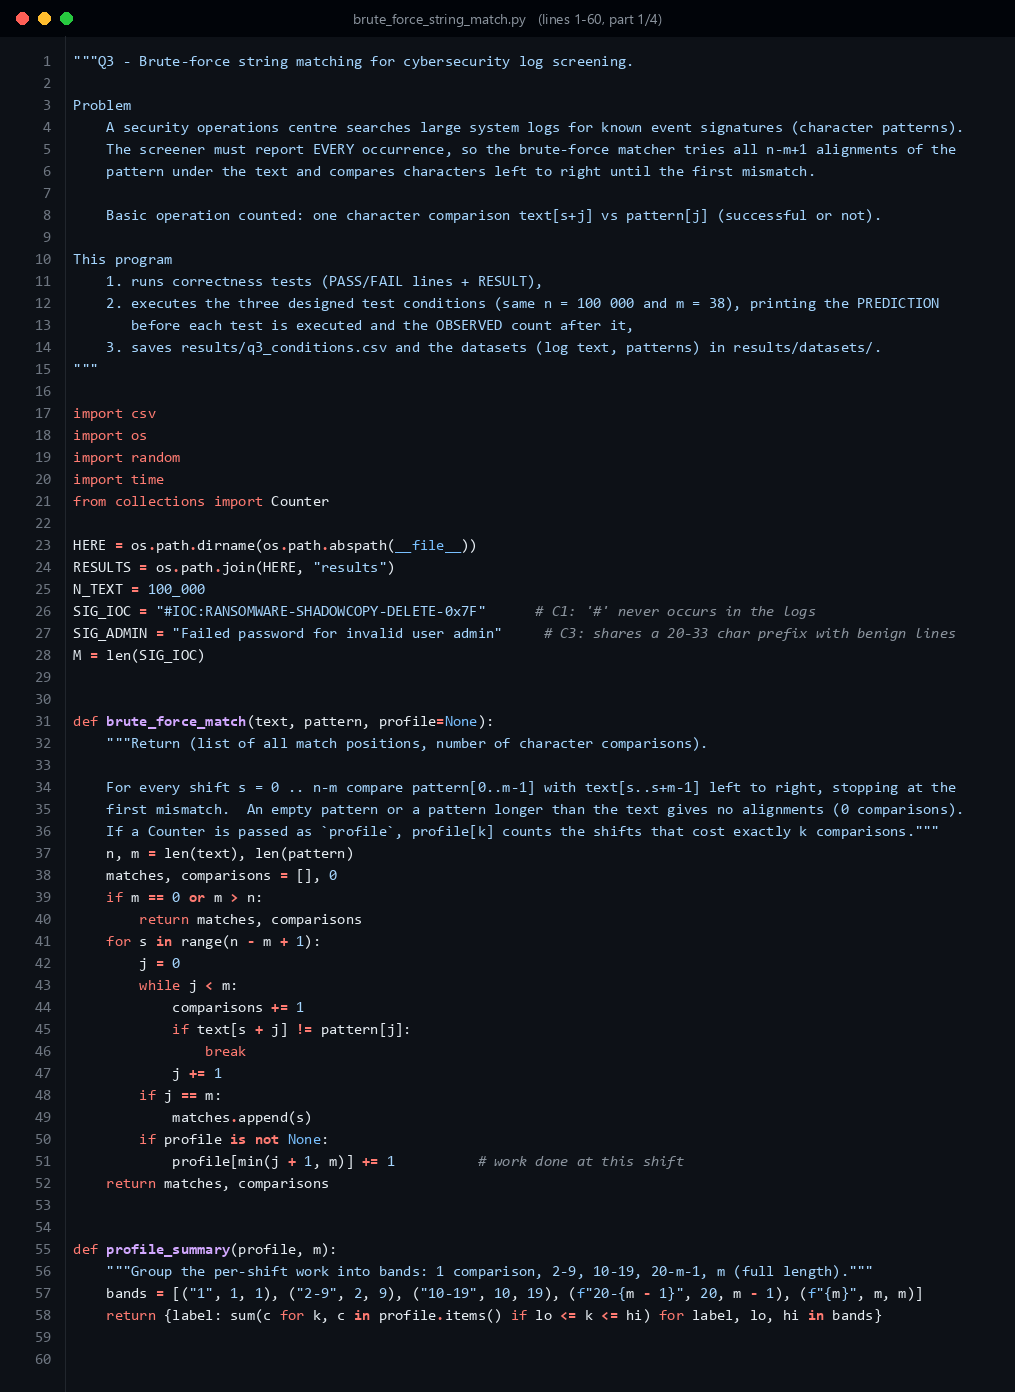 brute_force_string_match.py (lines 1-60, part 1/4)
1 """Q3 - Brute-force string matching for cybersecurity log screening.
2
3 Problem
4     A security operations centre searches large system logs for known event signatures (character patterns).
5     The screener must report EVERY occurrence, so the brute-force matcher tries all n-m+1 alignments of the
6     pattern under the text and compares characters left to right until the first mismatch.
7
8     Basic operation counted: one character comparison text[s+j] vs pattern[j] (successful or not).
9
10 This program
11     1. runs correctness tests (PASS/FAIL lines + RESULT),
12     2. executes the three designed test conditions (same n = 100 000 and m = 38), printing the PREDICTION
13        before each test is executed and the OBSERVED count after it,
14     3. saves results/q3_conditions.csv and the datasets (log text, patterns) in results/datasets/.
15 """
16
17 import csv
18 import os
19 import random
20 import time
21 from collections import Counter
22
23 HERE = os.path.dirname(os.path.abspath(__file__))
24 RESULTS = os.path.join(HERE, "results")
25 N_TEXT = 100_000
26 SIG_IOC = "#IOC:RANSOMWARE-SHADOWCOPY-DELETE-0x7F"      # C1: '#' never occurs in the logs
27 SIG_ADMIN = "Failed password for invalid user admin"     # C3: shares a 20-33 char prefix with benign lines
28 M = len(SIG_IOC)
29
30
31 def brute_force_match(text, pattern, profile=None):
32     """Return (list of all match positions, number of character comparisons).
33
34     For every shift s = 0 .. n-m compare pattern[0..m-1] with text[s..s+m-1] left to right, stopping at the
35     first mismatch.  An empty pattern or a pattern longer than the text gives no alignments (0 comparisons).
36     If a Counter is passed as `profile`, profile[k] counts the shifts that cost exactly k comparisons."""
37     n, m = len(text), len(pattern)
38     matches, comparisons = [], 0
39     if m == 0 or m > n:
40         return matches, comparisons
41     for s in range(n - m + 1):
42         j = 0
43         while j < m:
44             comparisons += 1
45             if text[s + j] != pattern[j]:
46                 break
47             j += 1
48         if j == m:
49             matches.append(s)
50         if profile is not None:
51             profile[min(j + 1, m)] += 1          # work done at this shift
52     return matches, comparisons
53
54
55 def profile_summary(profile, m):
56     """Group the per-shift work into bands: 1 comparison, 2-9, 10-19, 20-m-1, m (full length)."""
57     bands = [("1", 1, 1), ("2-9", 2, 9), ("10-19", 10, 19), (f"20-{m - 1}", 20, m - 1), (f"{m}", m, m)]
58     return {label: sum(c for k, c in profile.items() if lo <= k <= hi) for label, lo, hi in bands}
59
60